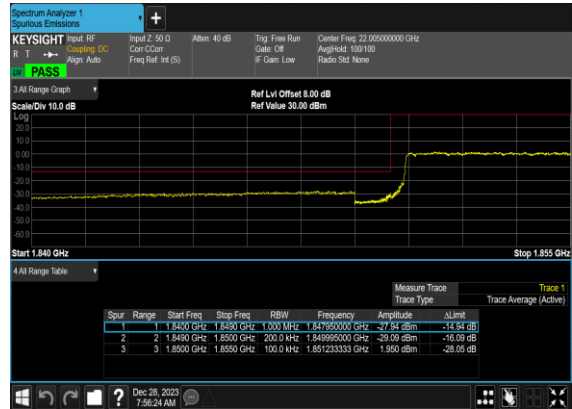 Spectrum Analyzer 1
Spurious Emissions
KEYSIGHT Input: RF Input Z: 50 Ω Atten: 40 dB Trig: Free Run Center Freq: 22.005000000 GHz
R T Coupling: DC Corr CCorr Gate: Off Avg|Hold: 100/100
Align: Auto Freq Ref: Int (S) IF Gain: Low Radio Std: None
PASS
3 All Range Graph
Ref Lvl Offset 8.00 dB
Scale/Div 10.0 dB Ref Value 30.00 dBm
Log
20.0
10.0
0.00
-10.0
-20.0
-30.0
-40.0
-50.0
-60.0
Start 1.840 GHz Stop 1.855 GHz
4 All Range Table
Measure Trace Trace 1
Trace Type Trace Average (Active)
Spur Range Start Freq Stop Freq RBW Frequency Amplitude ΔLimit
1 1 1.8400 GHz 1.8490 GHz 1.000 MHz 1.847950000 GHz -27.94 dBm -14.94 dB
2 2 1.8490 GHz 1.8500 GHz 200.0 kHz 1.849995000 GHz -29.09 dBm -16.09 dB
3 3 1.8500 GHz 1.8550 GHz 100.0 kHz 1.851233333 GHz 1.950 dBm -28.05 dB
? Dec 28, 2023
7:56:24 AM